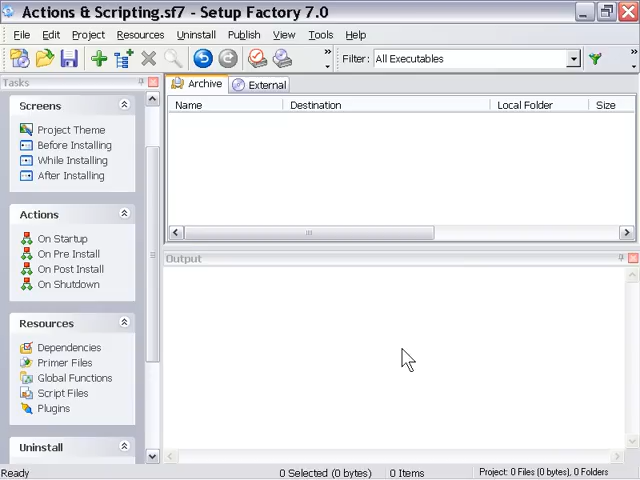 Actions & Scripting.sf7 - Setup Factory 7.0
File Edit Project Resources Uninstall Publish View Tools Help
Filter: All Executables
Tasks
Archive External
Screens
Name Destination Local Folder Size
Project Theme
Before Installing
While Installing
After Installing
Actions
On Startup
On Pre Install
On Post Install
On Shutdown
Output
Resources
Dependencies
Primer Files
Global Functions
Script Files
Plugins
Uninstall
Ready 0 Selected (0 bytes) 0 Items Project: 0 Files (0 bytes), 0 Folders